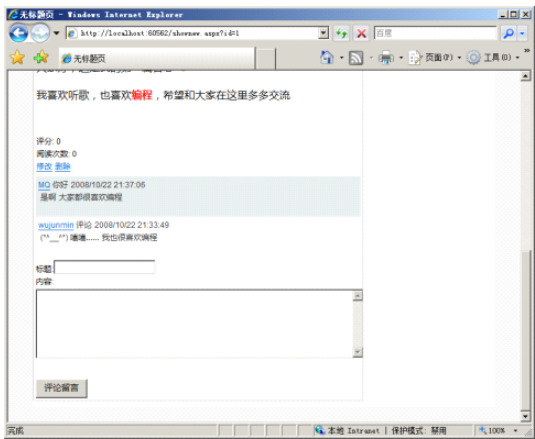 无标题页 - Windows Internet Explorer
http://localhost:60562/shownew.aspx?id=1
百度
无标题页
页面(P)
工具(O)
我喜欢听歌，也喜欢编程，希望和大家在这里多多交流
评分: 0
阅读次数: 0
修改 删除
MQ 你好 2008/10/22 21:37:06
是啊 大家都很喜欢编程
wujunmin 评论 2008/10/22 21:33:49
(*^__^*) 嘻嘻…… 我也很喜欢编程
标题:
内容:
评论留言
完成
本地 Intranet | 保护模式: 禁用
100%